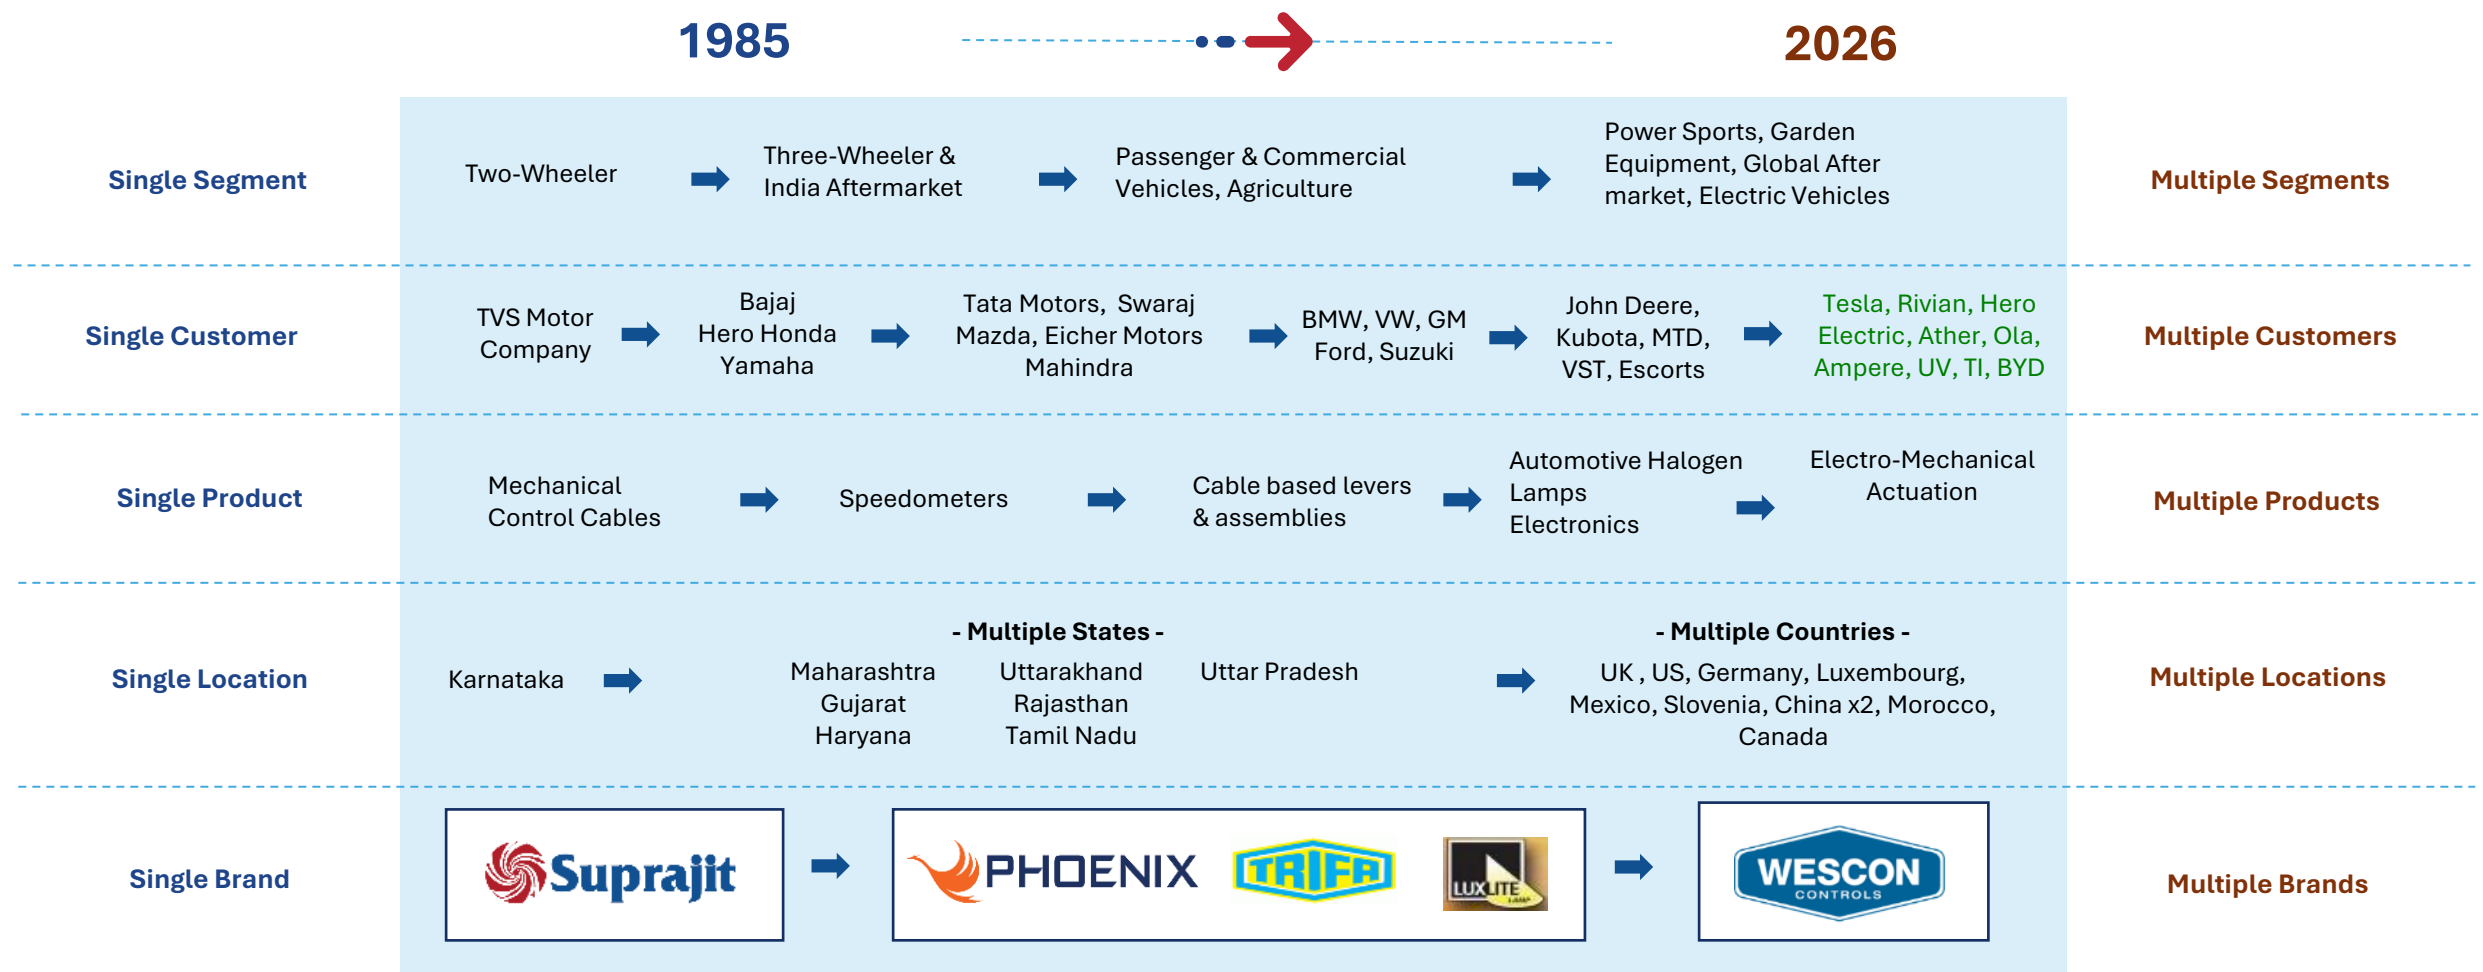 1985
2026
Single Segment
Two-Wheeler
Three-Wheeler &
India Aftermarket
Passenger & Commercial
Vehicles, Agriculture
Power Sports, Garden
Equipment, Global After
market, Electric Vehicles
Multiple Segments
Single Customer
TVS Motor
Company
Bajaj
Hero Honda
Yamaha
Tata Motors, Swaraj
Mazda, Eicher Motors
Mahindra
BMW, VW, GM
Ford, Suzuki
John Deere,
Kubota, MTD,
VST, Escorts
Tesla, Rivian, Hero
Electric, Ather, Ola,
Ampere, UV, TI, BYD
Multiple Customers
Single Product
Mechanical
Control Cables
Speedometers
Cable based levers
& assemblies
Automotive Halogen
Lamps
Electronics
Electro-Mechanical
Actuation
Multiple Products
Single Location
Karnataka
- Multiple States -
Maharashtra
Gujarat
Haryana
Uttarakhand
Rajasthan
Tamil Nadu
Uttar Pradesh
- Multiple Countries -
UK , US, Germany, Luxembourg,
Mexico, Slovenia, China x2, Morocco,
Canada
Multiple Locations
Single Brand
Suprajit
PHOENIX
TRIFA
LUXLITE
LAMP
WESCON
CONTROLS
Multiple Brands